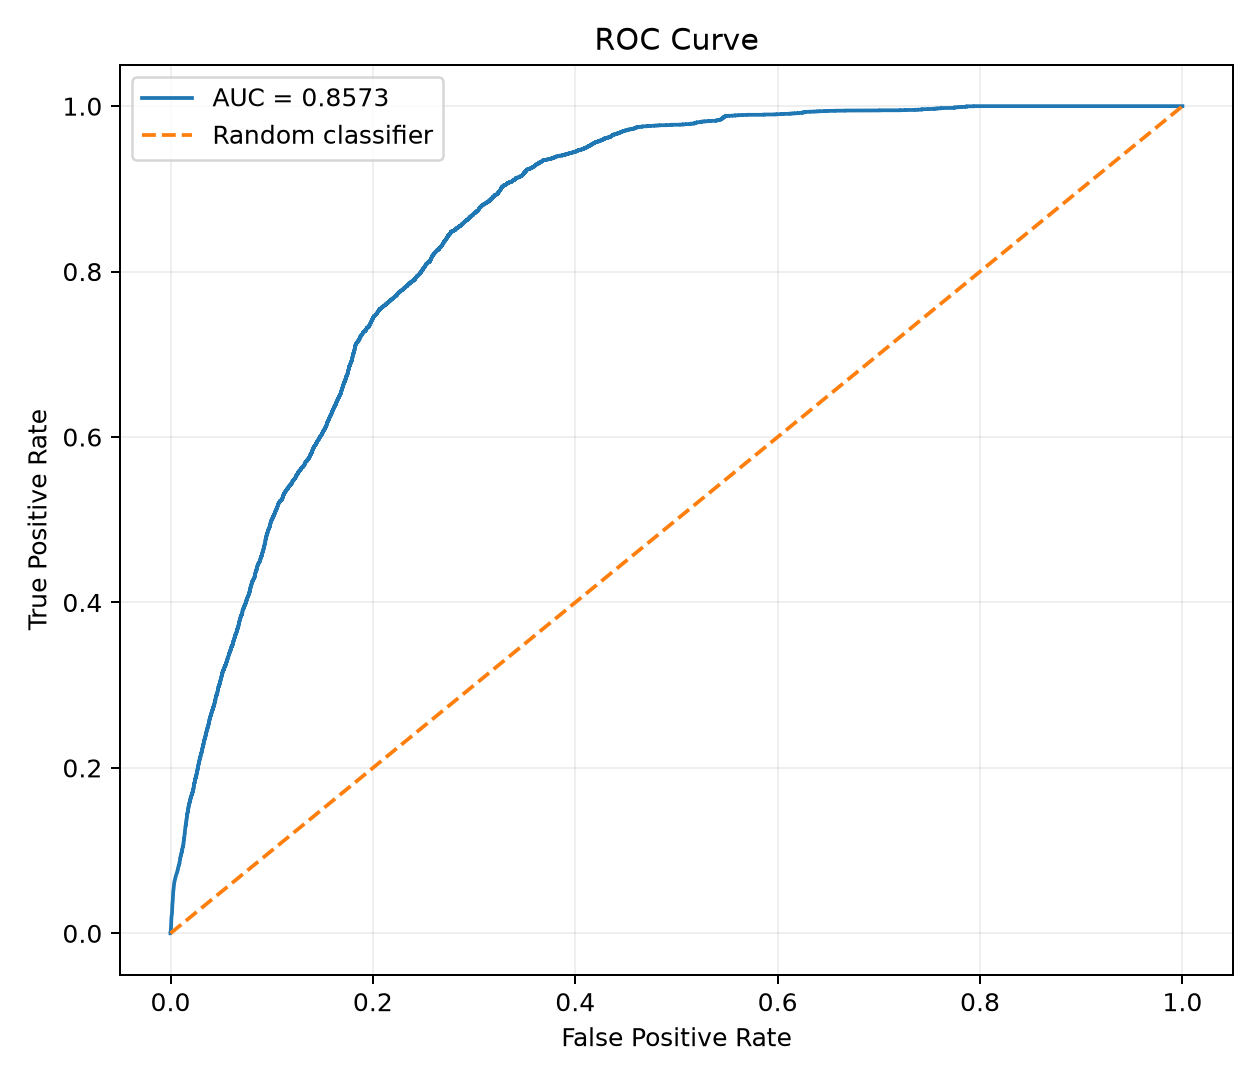 ROC Curve
AUC = 0.8573
Random classifier
True Positive Rate
1.0
0.8
0.6
0.4
0.2
0.0
0.0 0.2 0.4 0.6 0.8 1.0
False Positive Rate